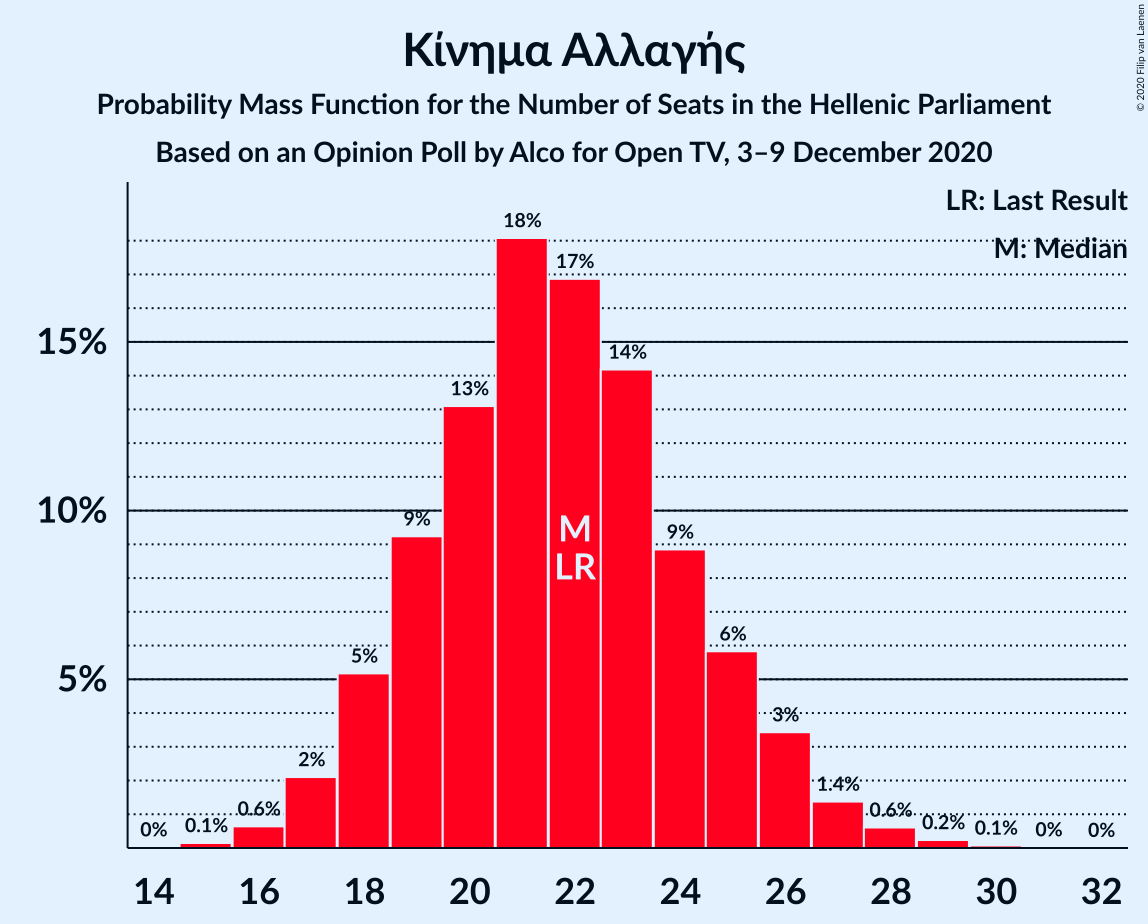 Κίνημα Αλλαγής
Probability Mass Function for the Number of Seats in the Hellenic Parliament
Based on an Opinion Poll by Alco for Open TV, 3–9 December 2020
© 2020 Filip van Laenen
LR: Last Result
M: Median
15%
10%
5%
0%
0.1%
0.6%
2%
5%
9%
13%
18%
17%
14%
9%
6%
3%
1.4%
0.6%
0.2%
0.1%
0%
0%
M
LR
14 16 18 20 22 24 26 28 30 32